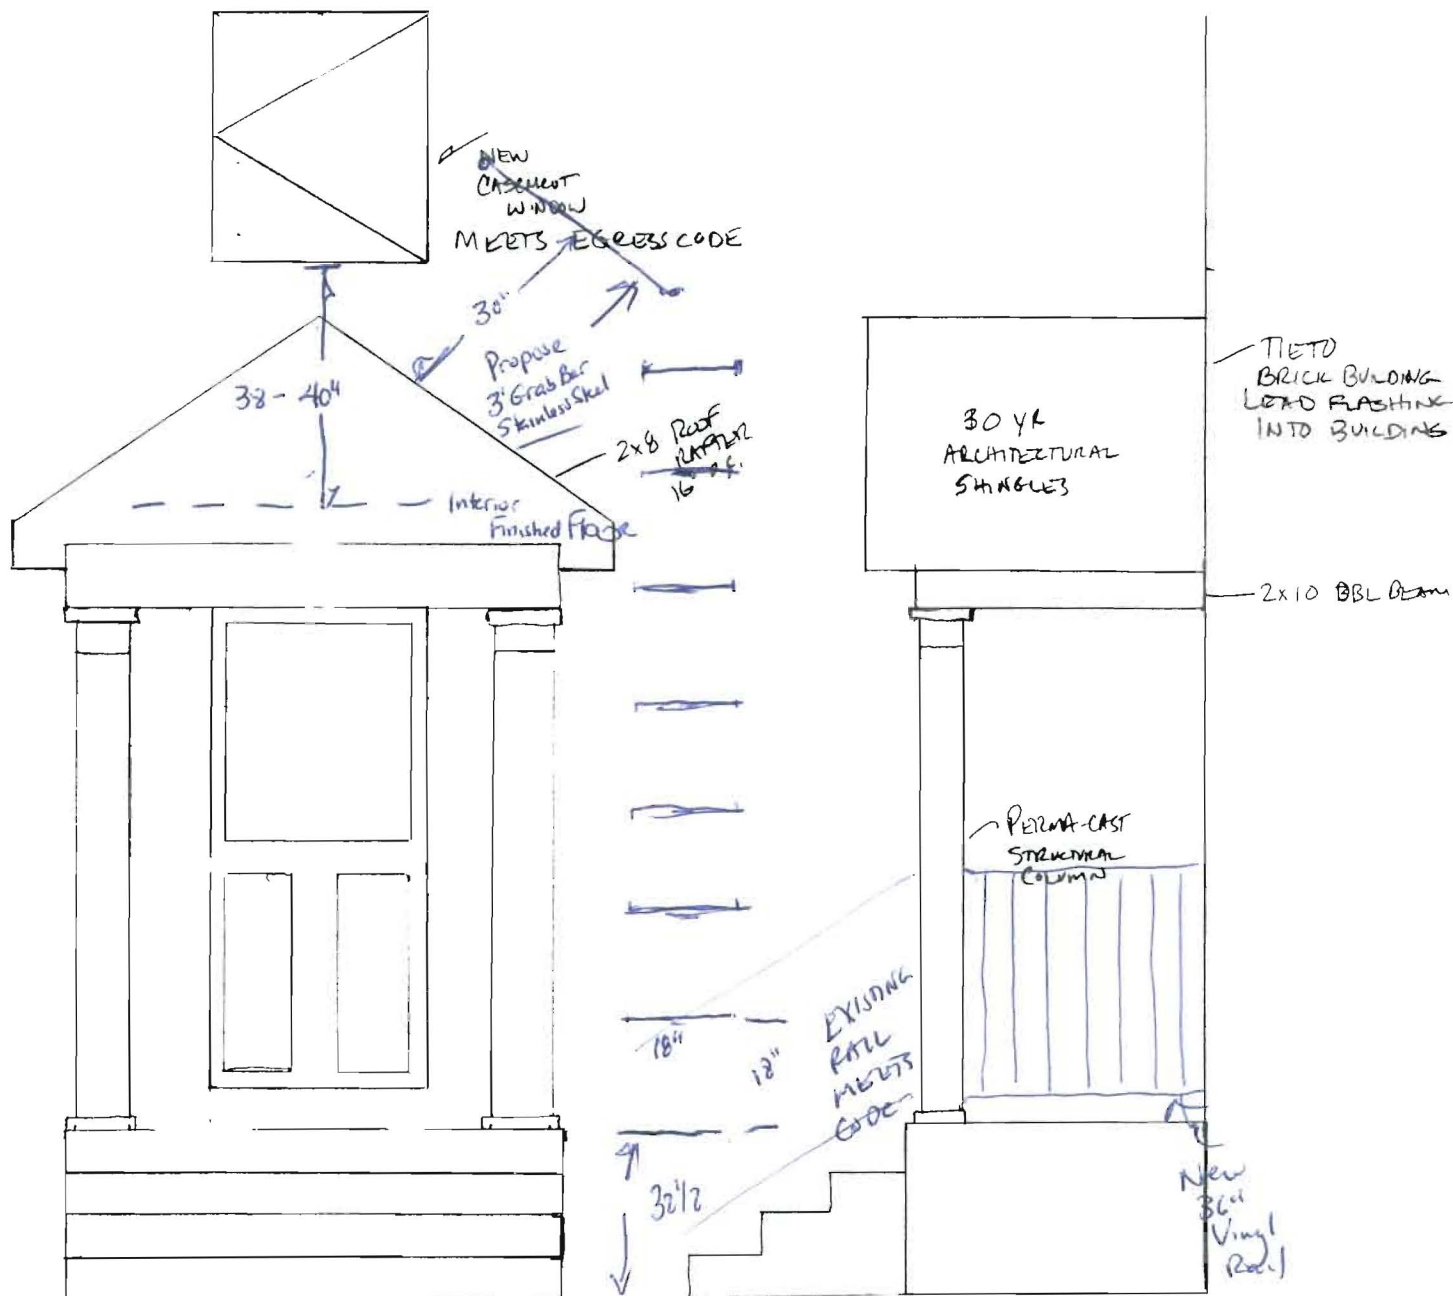 NEW
CASEMENT
WINDOW
MEETS EGRESS CODE
30"
Propose
3' Grab Bar
Stainless Steel
38 - 40"
2x8 ROOF
RAFTER
16 o.c.
Interior
Finished Floor
30 YR
ARCHITECTURAL
SHINGLES
TIE TO
BRICK BUILDING
LEAD FLASHING
INTO BUILDING
2x10 DBL BEAM
PERMA-CAST
STRUCTURAL
COLUMN
18"
18"
EXISTING
RAIL
MEETS
CODE
32 1/2
New
36"
Vinyl
Rail